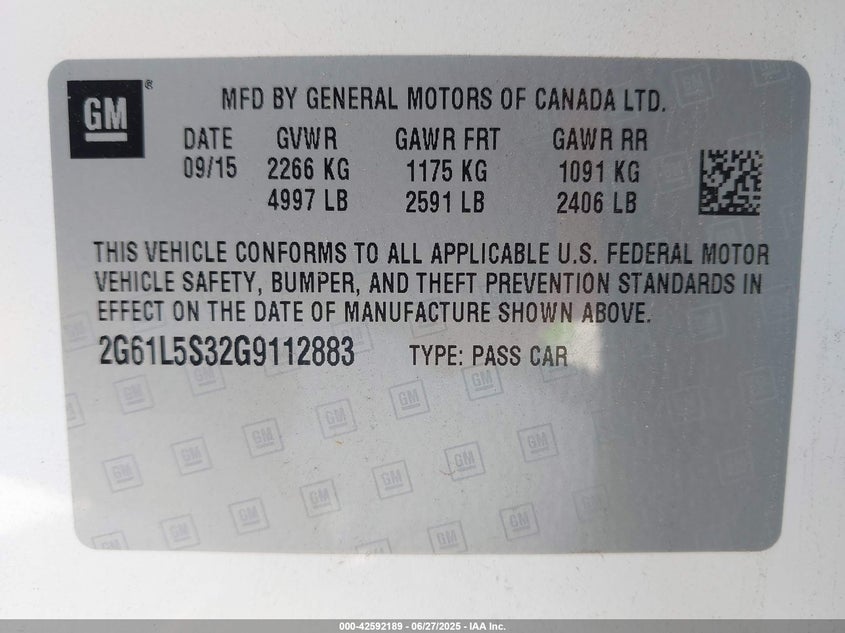 GM®
MFD BY GENERAL MOTORS OF CANADA LTD.
DATE GVWR GAWR FRT GAWR RR
09/15 2266 KG 1175 KG 1091 KG
4997 LB 2591 LB 2406 LB
THIS VEHICLE CONFORMS TO ALL APPLICABLE U.S. FEDERAL MOTOR
VEHICLE SAFETY, BUMPER, AND THEFT PREVENTION STANDARDS IN
EFFECT ON THE DATE OF MANUFACTURE SHOWN ABOVE.
2G61L5S32G9112883 TYPE: PASS CAR
000-42592189 - 06/27/2025 - IAA Inc.